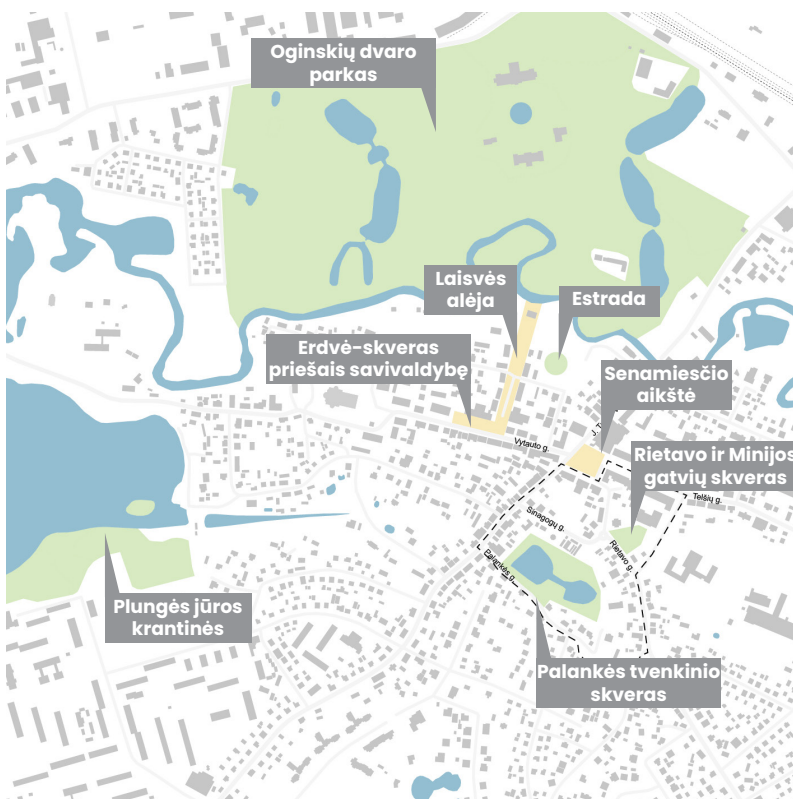 Oginskių dvaro
parkas
Laisvės
alėja
Estrada
Erdvė-skveras
priešais savivaldybę
Senamiesčio
aikštė
Vytauto g.
Rietavo ir Minijos
gatvių skveras
Telšių g.
Sinagogų g.
Rietavo g.
Palankės g.
Plungės jūros
krantinės
Palankės tvenkinio
skveras